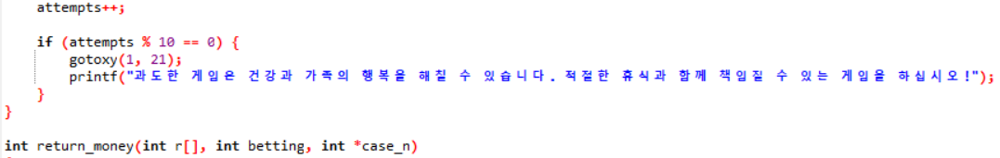 attempts++;
if (attempts % 10 == 0) {
gotoxy(1, 21);
printf("과도한 게임은 건강과 가족의 행복을 해칠 수 있습니다. 적절한 휴식과 함께 책임질 수 있는 게임을 하십시오!");
}
}
int return_money(int r[], int betting, int *case_n)